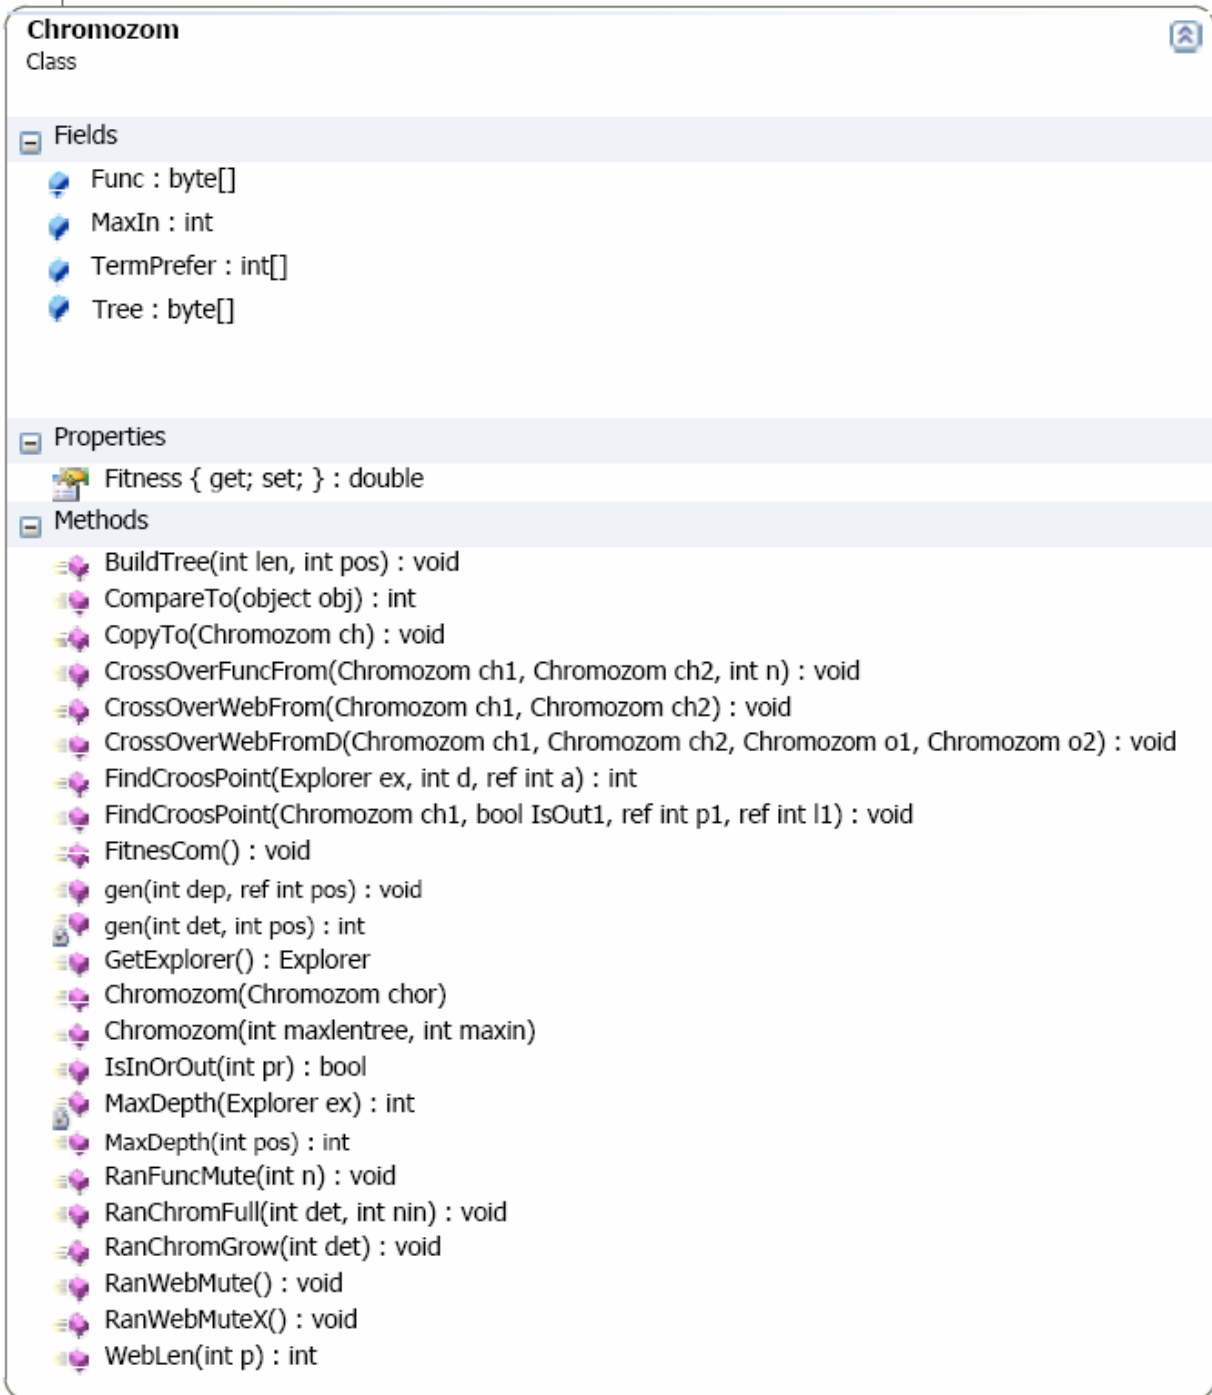 Chromozom
Class
Fields
Func : byte[]
MaxIn : int
TermPrefer : int[]
Tree : byte[]
Properties
Fitness { get; set; } : double
Methods
BuildTree(int len, int pos) : void
CompareTo(object obj) : int
CopyTo(Chromozom ch) : void
CrossOverFuncFrom(Chromozom ch1, Chromozom ch2, int n) : void
CrossOverWebFrom(Chromozom ch1, Chromozom ch2) : void
CrossOverWebFromD(Chromozom ch1, Chromozom ch2, Chromozom o1, Chromozom o2) : void
FindCroosPoint(Explorer ex, int d, ref int a) : int
FindCroosPoint(Chromozom ch1, bool IsOut1, ref int p1, ref int l1) : void
FitnesCom() : void
gen(int dep, ref int pos) : void
gen(int det, int pos) : int
GetExplorer() : Explorer
Chromozom(Chromozom chor)
Chromozom(int maxlentree, int maxin)
IsInOrOut(int pr) : bool
MaxDepth(Explorer ex) : int
MaxDepth(int pos) : int
RanFuncMute(int n) : void
RanChromFull(int det, int nin) : void
RanChromGrow(int det) : void
RanWebMute() : void
RanWebMuteX() : void
WebLen(int p) : int